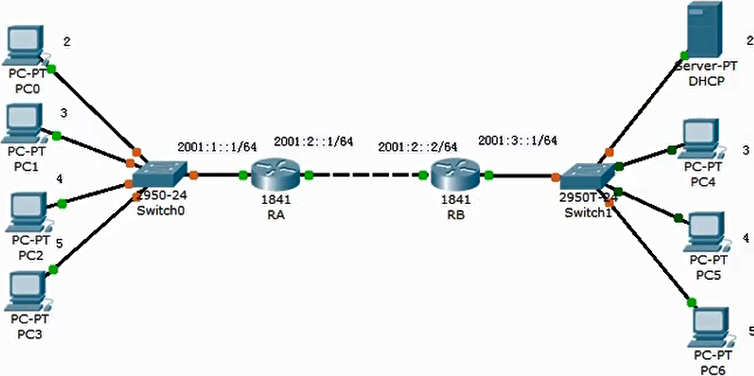 2
PC-PT
PC0
3
PC-PT
PC1
4
PC-PT
PC2
5
PC-PT
PC3
2950-24
Switch0
2001:1::1/64
1841
RA
2001:2::1/64
2001:2::2/64
1841
RB
2001:3::1/64
2950T-24
Switch1
2
Server-PT
DHCP
3
PC-PT
PC4
4
PC-PT
PC5
5
PC-PT
PC6